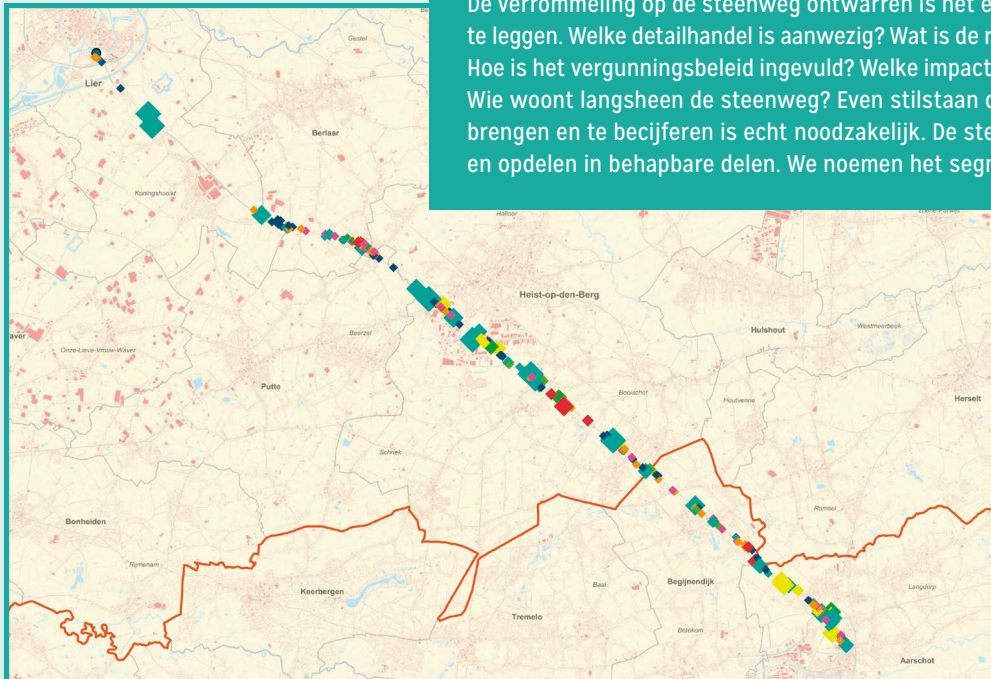 De verrommeling op de steenweg ontwarren is het e
te leggen. Welke detailhandel is aanwezig? Wat is de r
Hoe is het vergunningsbeleid ingevuld? Welke impact
Wie woont langsheen de steenweg? Even stilstaan o
brengen en te becijferen is echt noodzakelijk. De ste
en opdelen in behapbare delen. We noemen het segr
Gestel
Lier
Berlaar
Koningshooikt
Hallaar
Heist-op-den-Berg
Hulshout
Westmeerbeek
aver
Onze-Lieve-Vrouw-Waver
Beerzel
Putte
Booischot
Houtvenne
Herselt
Schriek
Bonheiden
Ramsel
Rijmenam
Keerbergen
Baal
Begijnendijk
Langdorp
Tremelo
Betekom
Aarschot